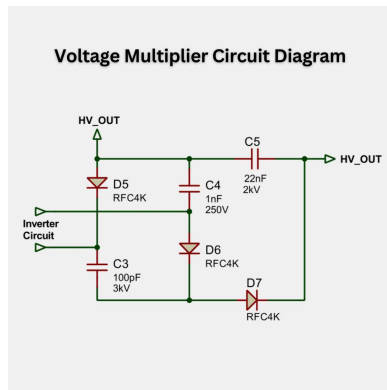 Voltage Multiplier Circuit Diagram
HV_OUT
C5
HV_OUT
22nF
2kV
D5
RFC4K
C4
1nF
250V
Inverter
Circuit
D6
RFC4K
C3
100pF
3kV
D7
RFC4K